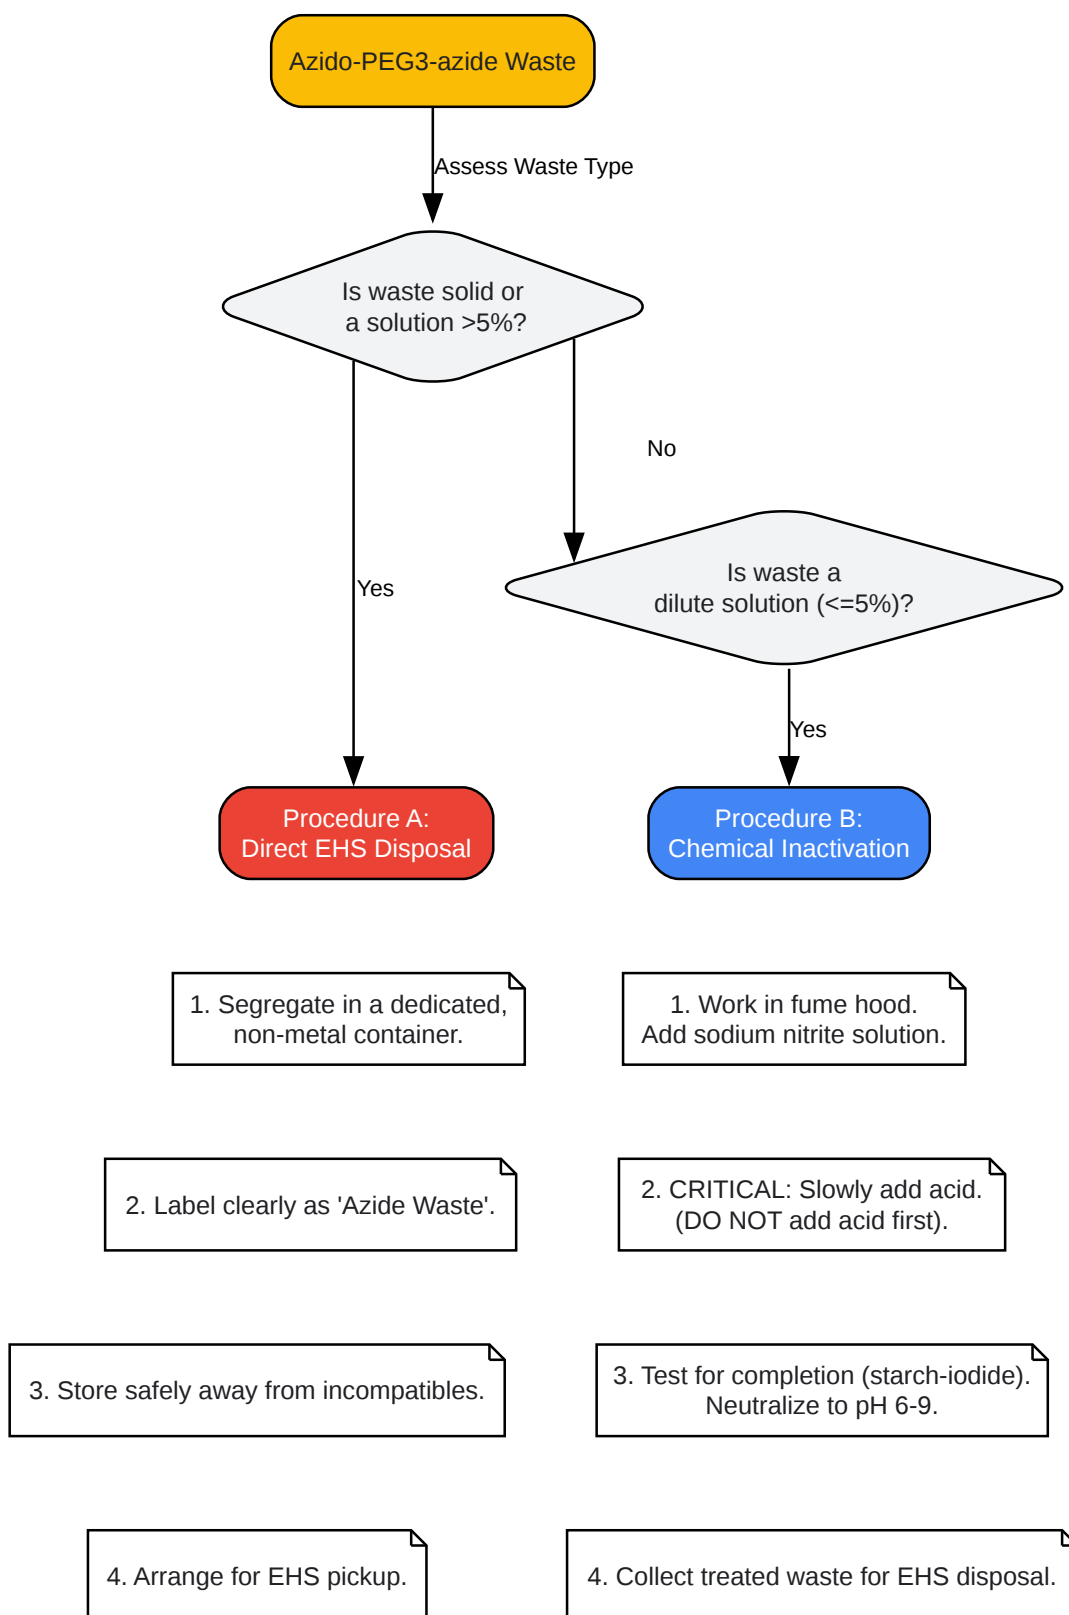 Azido-PEG3-azide Waste
Assess Waste Type
Is waste solid or
a solution >5%?
No
Is waste a
dilute solution (<=5%)?
Yes
Yes
Procedure A:
Direct EHS Disposal
Procedure B:
Chemical Inactivation
1. Segregate in a dedicated,
non-metal container.
1. Work in fume hood.
Add sodium nitrite solution.
2. Label clearly as 'Azide Waste'.
2. CRITICAL: Slowly add acid.
(DO NOT add acid first).
3. Store safely away from incompatibles.
3. Test for completion (starch-iodide).
Neutralize to pH 6-9.
4. Arrange for EHS pickup.
4. Collect treated waste for EHS disposal.